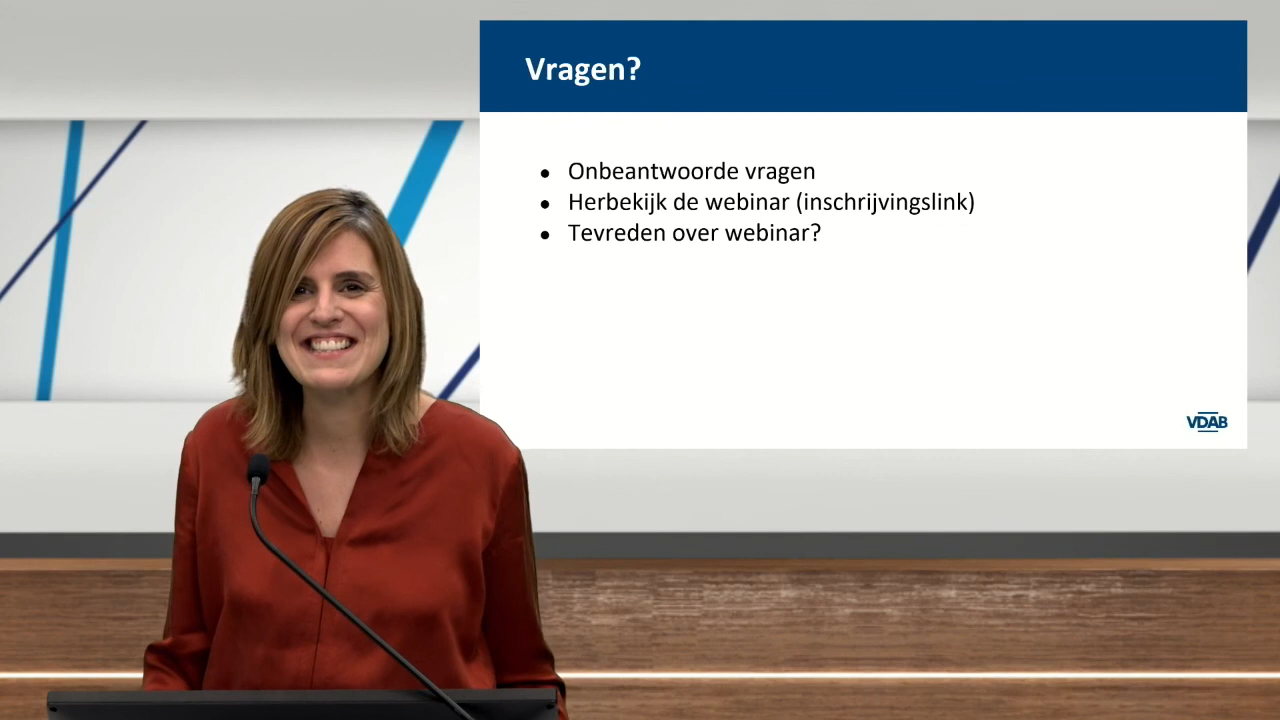 Vragen?
● Onbeantwoorde vragen
● Herbekijk de webinar (inschrijvingslink)
● Tevreden over webinar?
VDAB